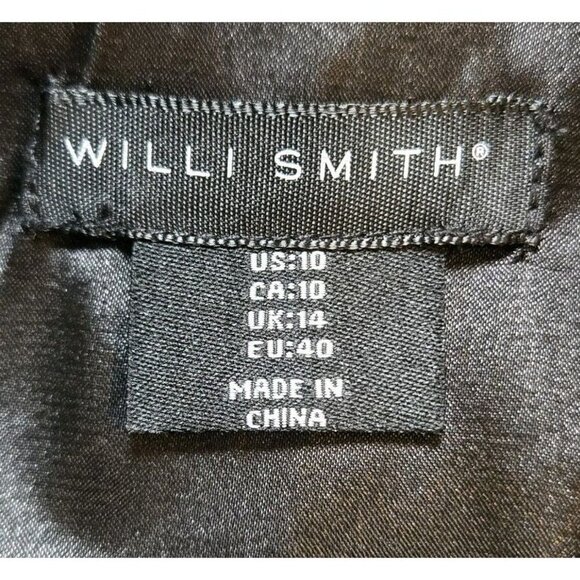 WILLI SMITH®
US:10
CA:10
UK:14
EU:40
MADE IN
CHINA